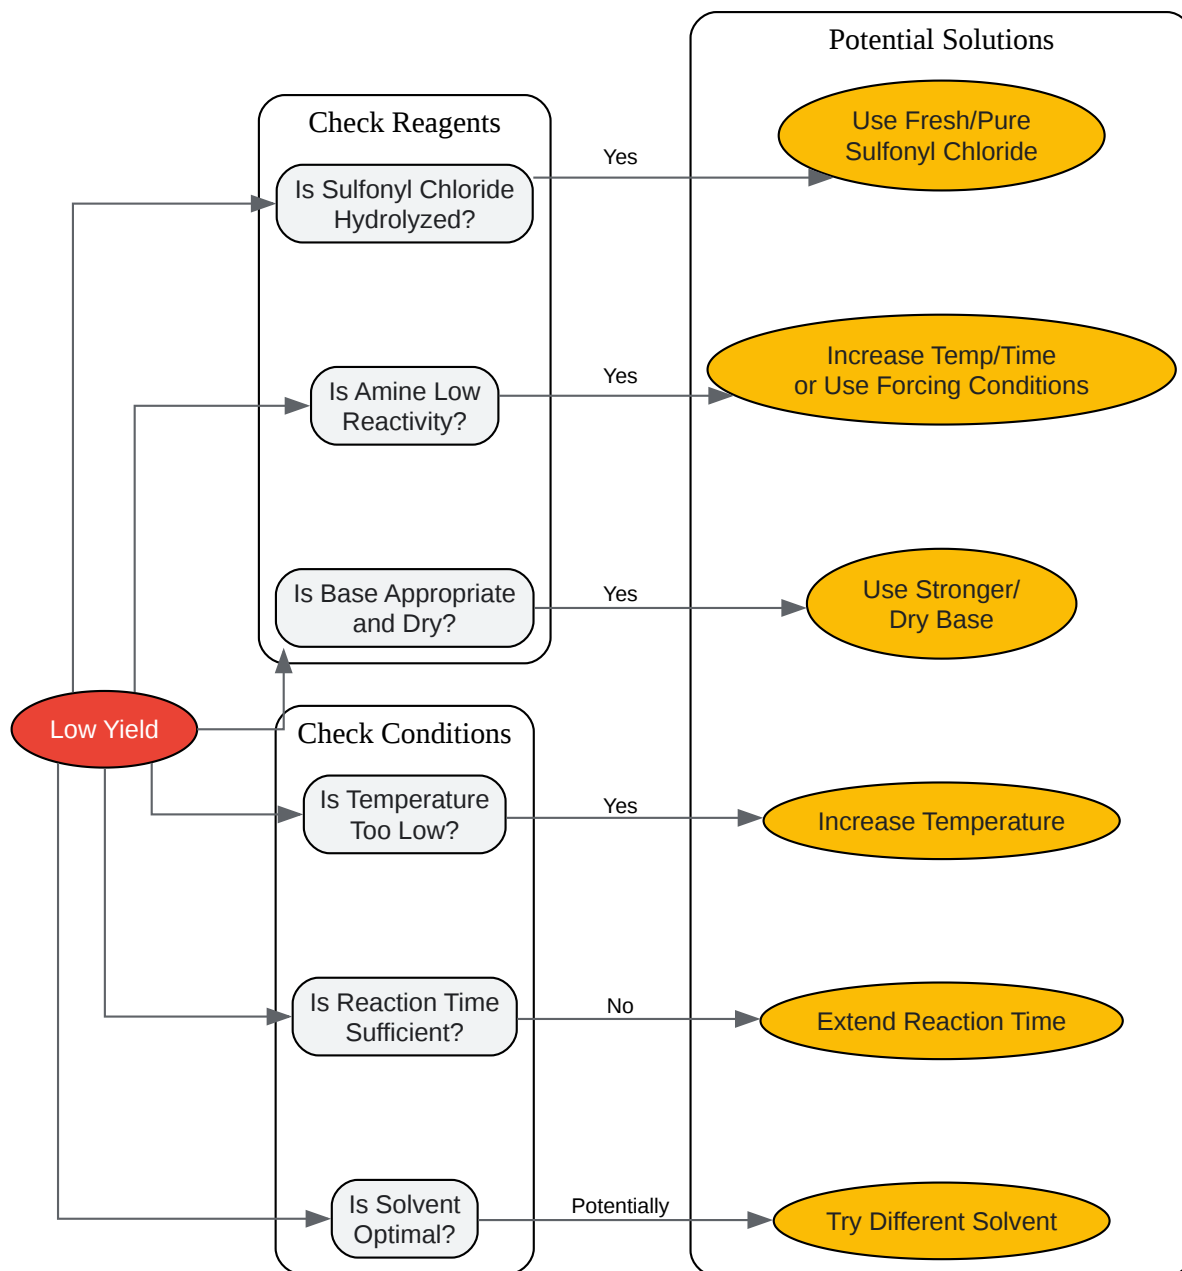 Potential Solutions
Check Reagents
Use Fresh/Pure
Sulfonyl Chloride
Yes
Is Sulfonyl Chloride
Hydrolyzed?
Increase Temp/Time
or Use Forcing Conditions
Yes
Is Amine Low
Reactivity?
Use Stronger/
Dry Base
Yes
Is Base Appropriate
and Dry?
Low Yield
Check Conditions
Is Temperature
Too Low?
Yes
Increase Temperature
Is Reaction Time
Sufficient?
No
Extend Reaction Time
Is Solvent
Optimal?
Potentially
Try Different Solvent